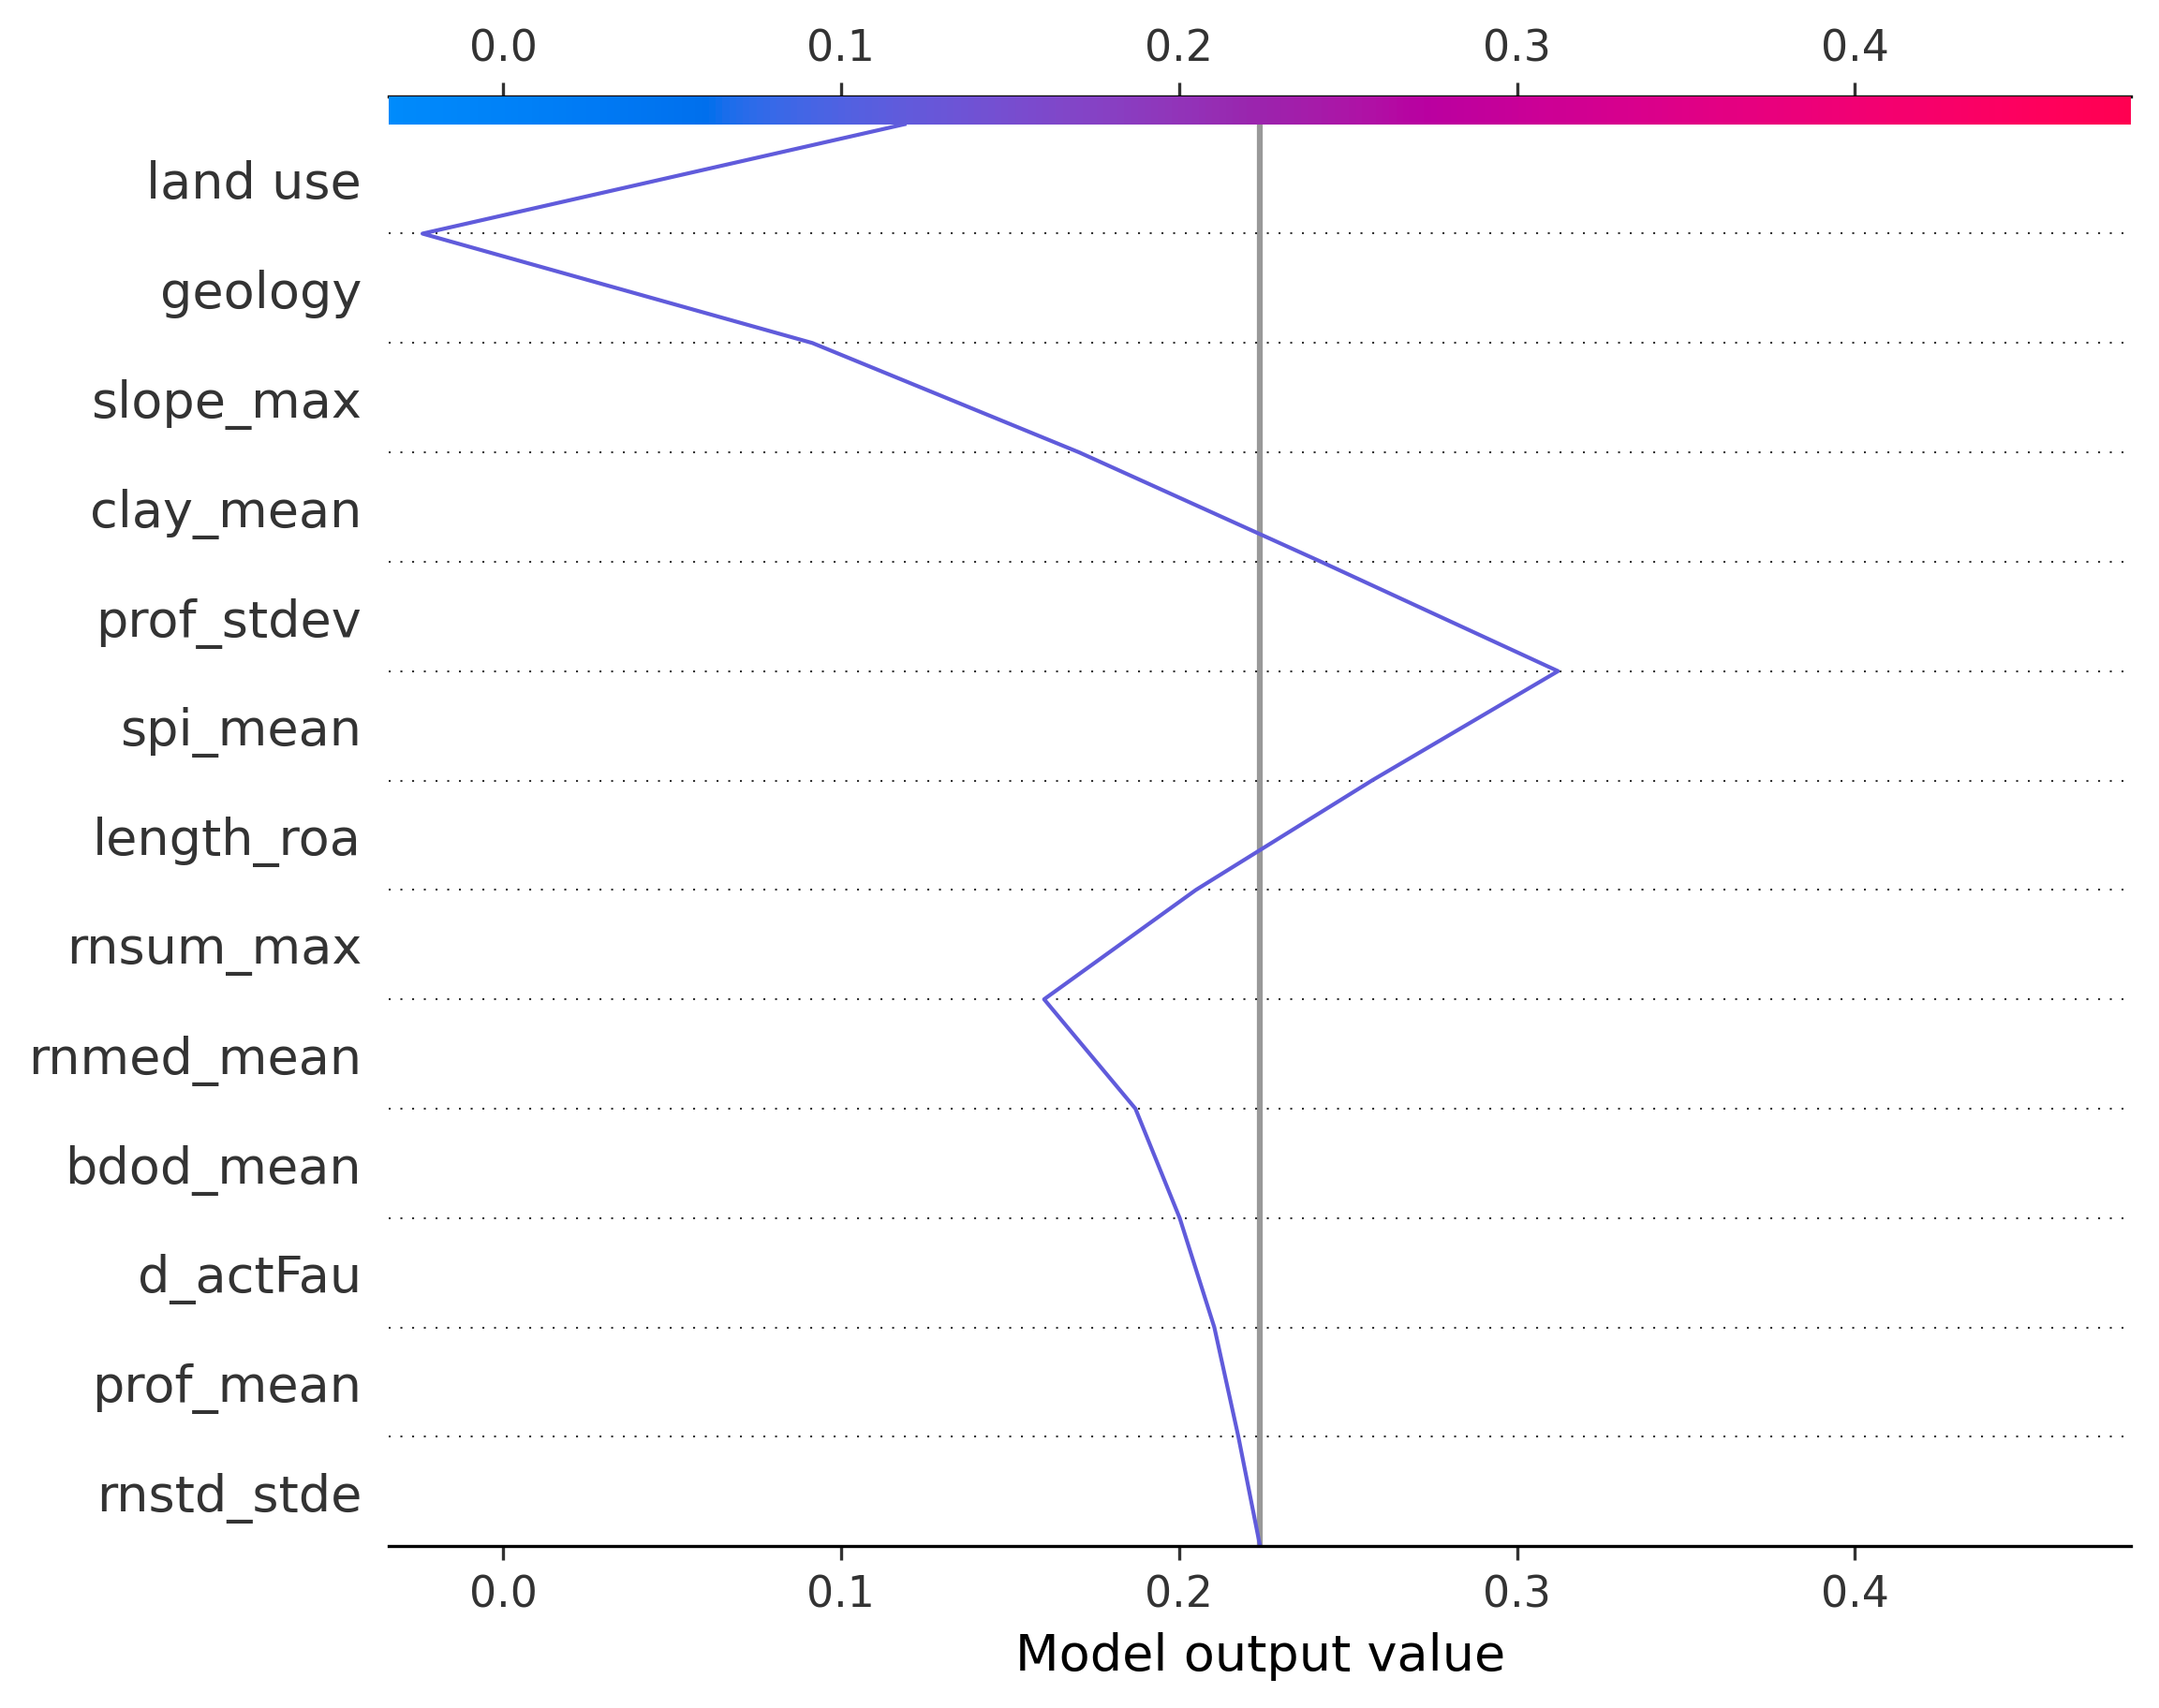 0.0 0.1 0.2 0.3 0.4
land use
geology
slope_max
clay_mean
prof_stdev
spi_mean
length_roa
rnsum_max
rnmed_mean
bdod_mean
d_actFau
prof_mean
rnstd_stde
0.0 0.1 0.2 0.3 0.4
Model output value